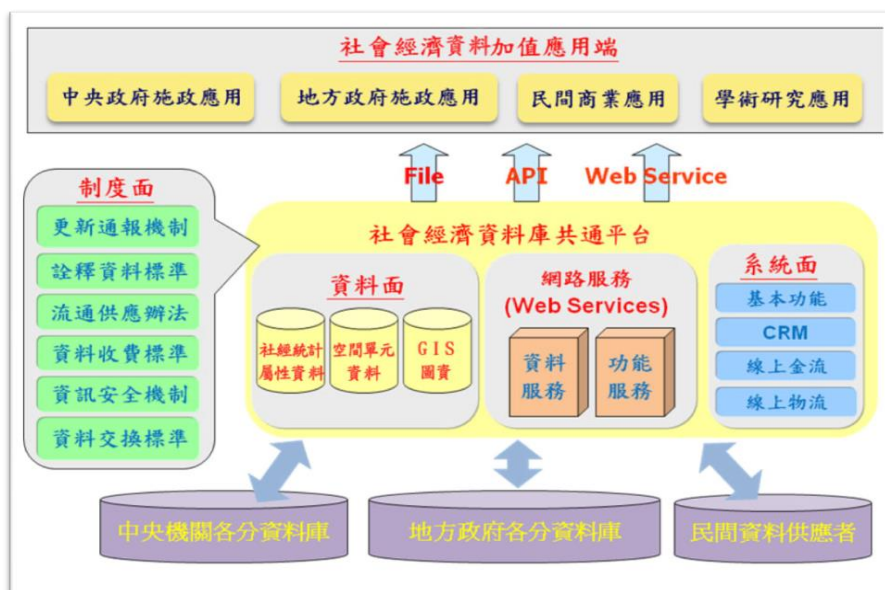 社會經濟資料加值應用端
中央政府施政應用
地方政府施政應用
民間商業應用
學術研究應用
File
API
Web Service
制度面
更新通報機制
詮釋資料標準
流通供應辦法
資料收費標準
資訊安全機制
資料交換標準
社會經濟資料庫共通平台
資料面
社經統計
屬性資料
空間單元
資料
GIS
圖資
網路服務
(Web Services)
資料
服務
功能
服務
系統面
基本功能
CRM
線上金流
線上物流
中央機關各分資料庫
地方政府各分資料庫
民間資料供應者